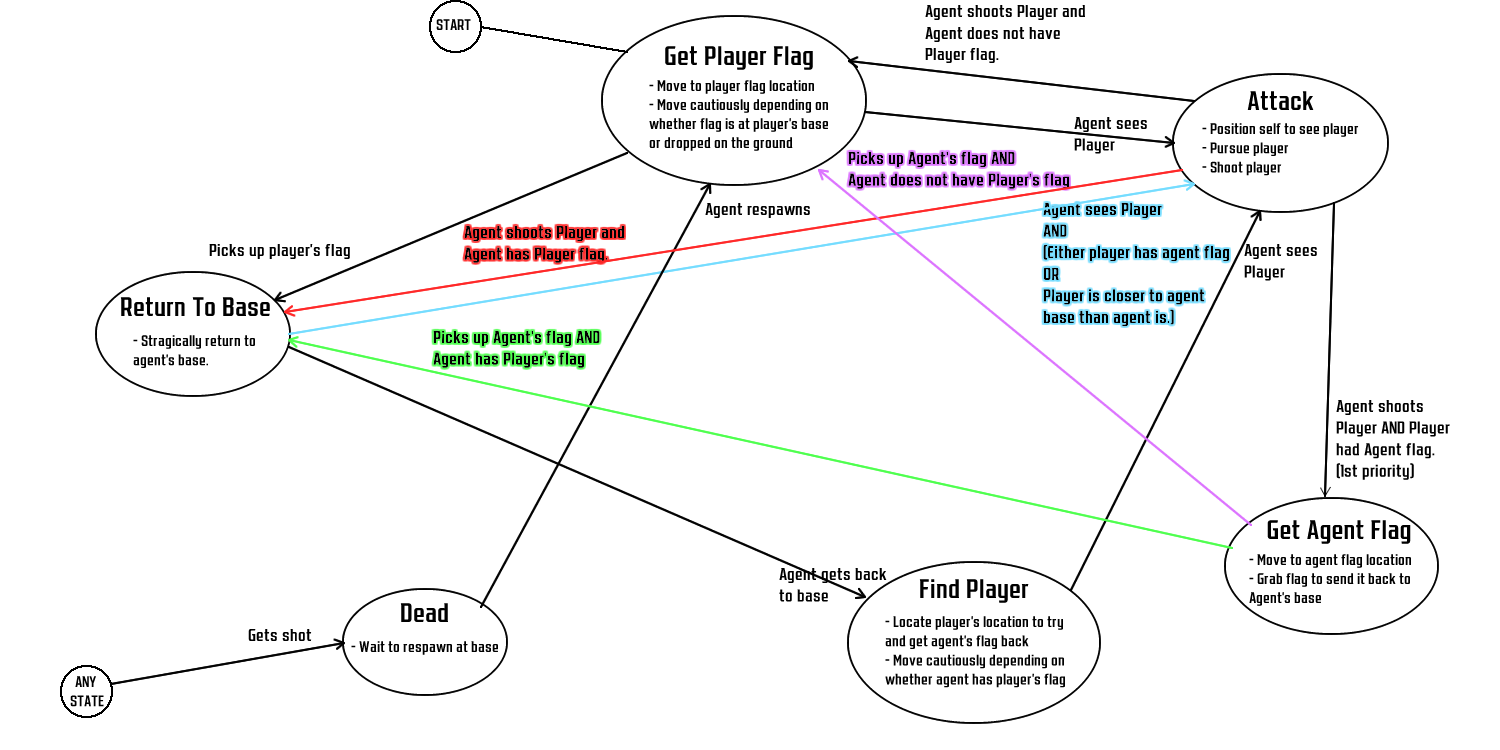 START
Get Player Flag
- Move to player flag location
- Move cautiously depending on
whether flag is at player's base
or dropped on the ground
Agent shoots Player and
Agent does not have
Player flag.
Attack
- Position self to see player
- Pursue player
- Shoot player
Agent sees
Player
Picks up Agent's flag AND
Agent does not have Player's flag
Agent respawns
Agent sees Player
AND
(Either player has agent flag
OR
Player is closer to agent
base than agent is.)
Agent shoots Player and
Agent has Player flag.
Picks up player's flag
Agent sees
Player
Return To Base
- Stragically return to
agent's base.
Picks up Agent's flag AND
Agent has Player's flag
Agent shoots
Player AND Player
had Agent flag.
(1st priority)
Get Agent Flag
- Move to agent flag location
- Grab flag to send it back to
Agent's base
Agent gets back
to base
Find Player
- Locate player's location to try
and get agent's flag back
- Move cautiously depending on
whether agent has player's flag
Dead
- Wait to respawn at base
Gets shot
ANY
STATE